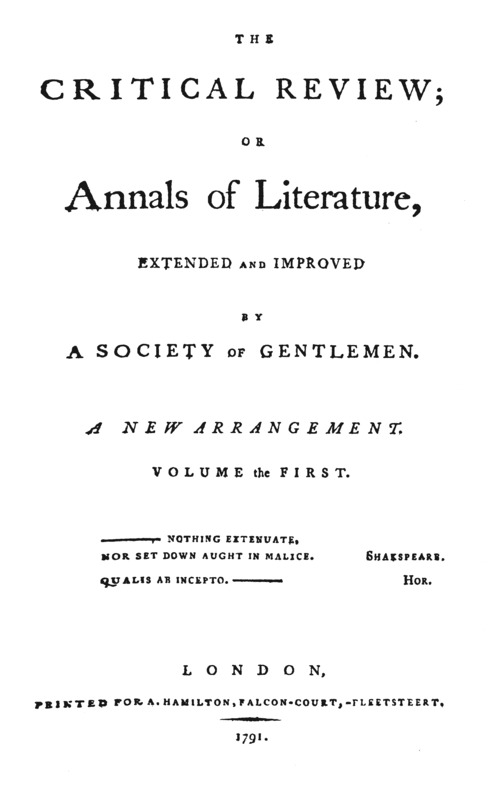 THE
CRITICAL REVIEW;
OR
Annals of Literature,
EXTENDED AND IMPROVED
BY
A SOCIETY OF GENTLEMEN.
A NEW ARRANGEMENT.
VOLUME the FIRST.
——— NOTHING EXTENUATE,
NOR SET DOWN AUGHT IN MALICE. SHAKSPEARE.
QUALIS AB INCEPTO. ——— HOR.
LONDON,
PRINTED FOR A. HAMILTON, FALCON-COURT,-FLEETSTEERT.
1791.